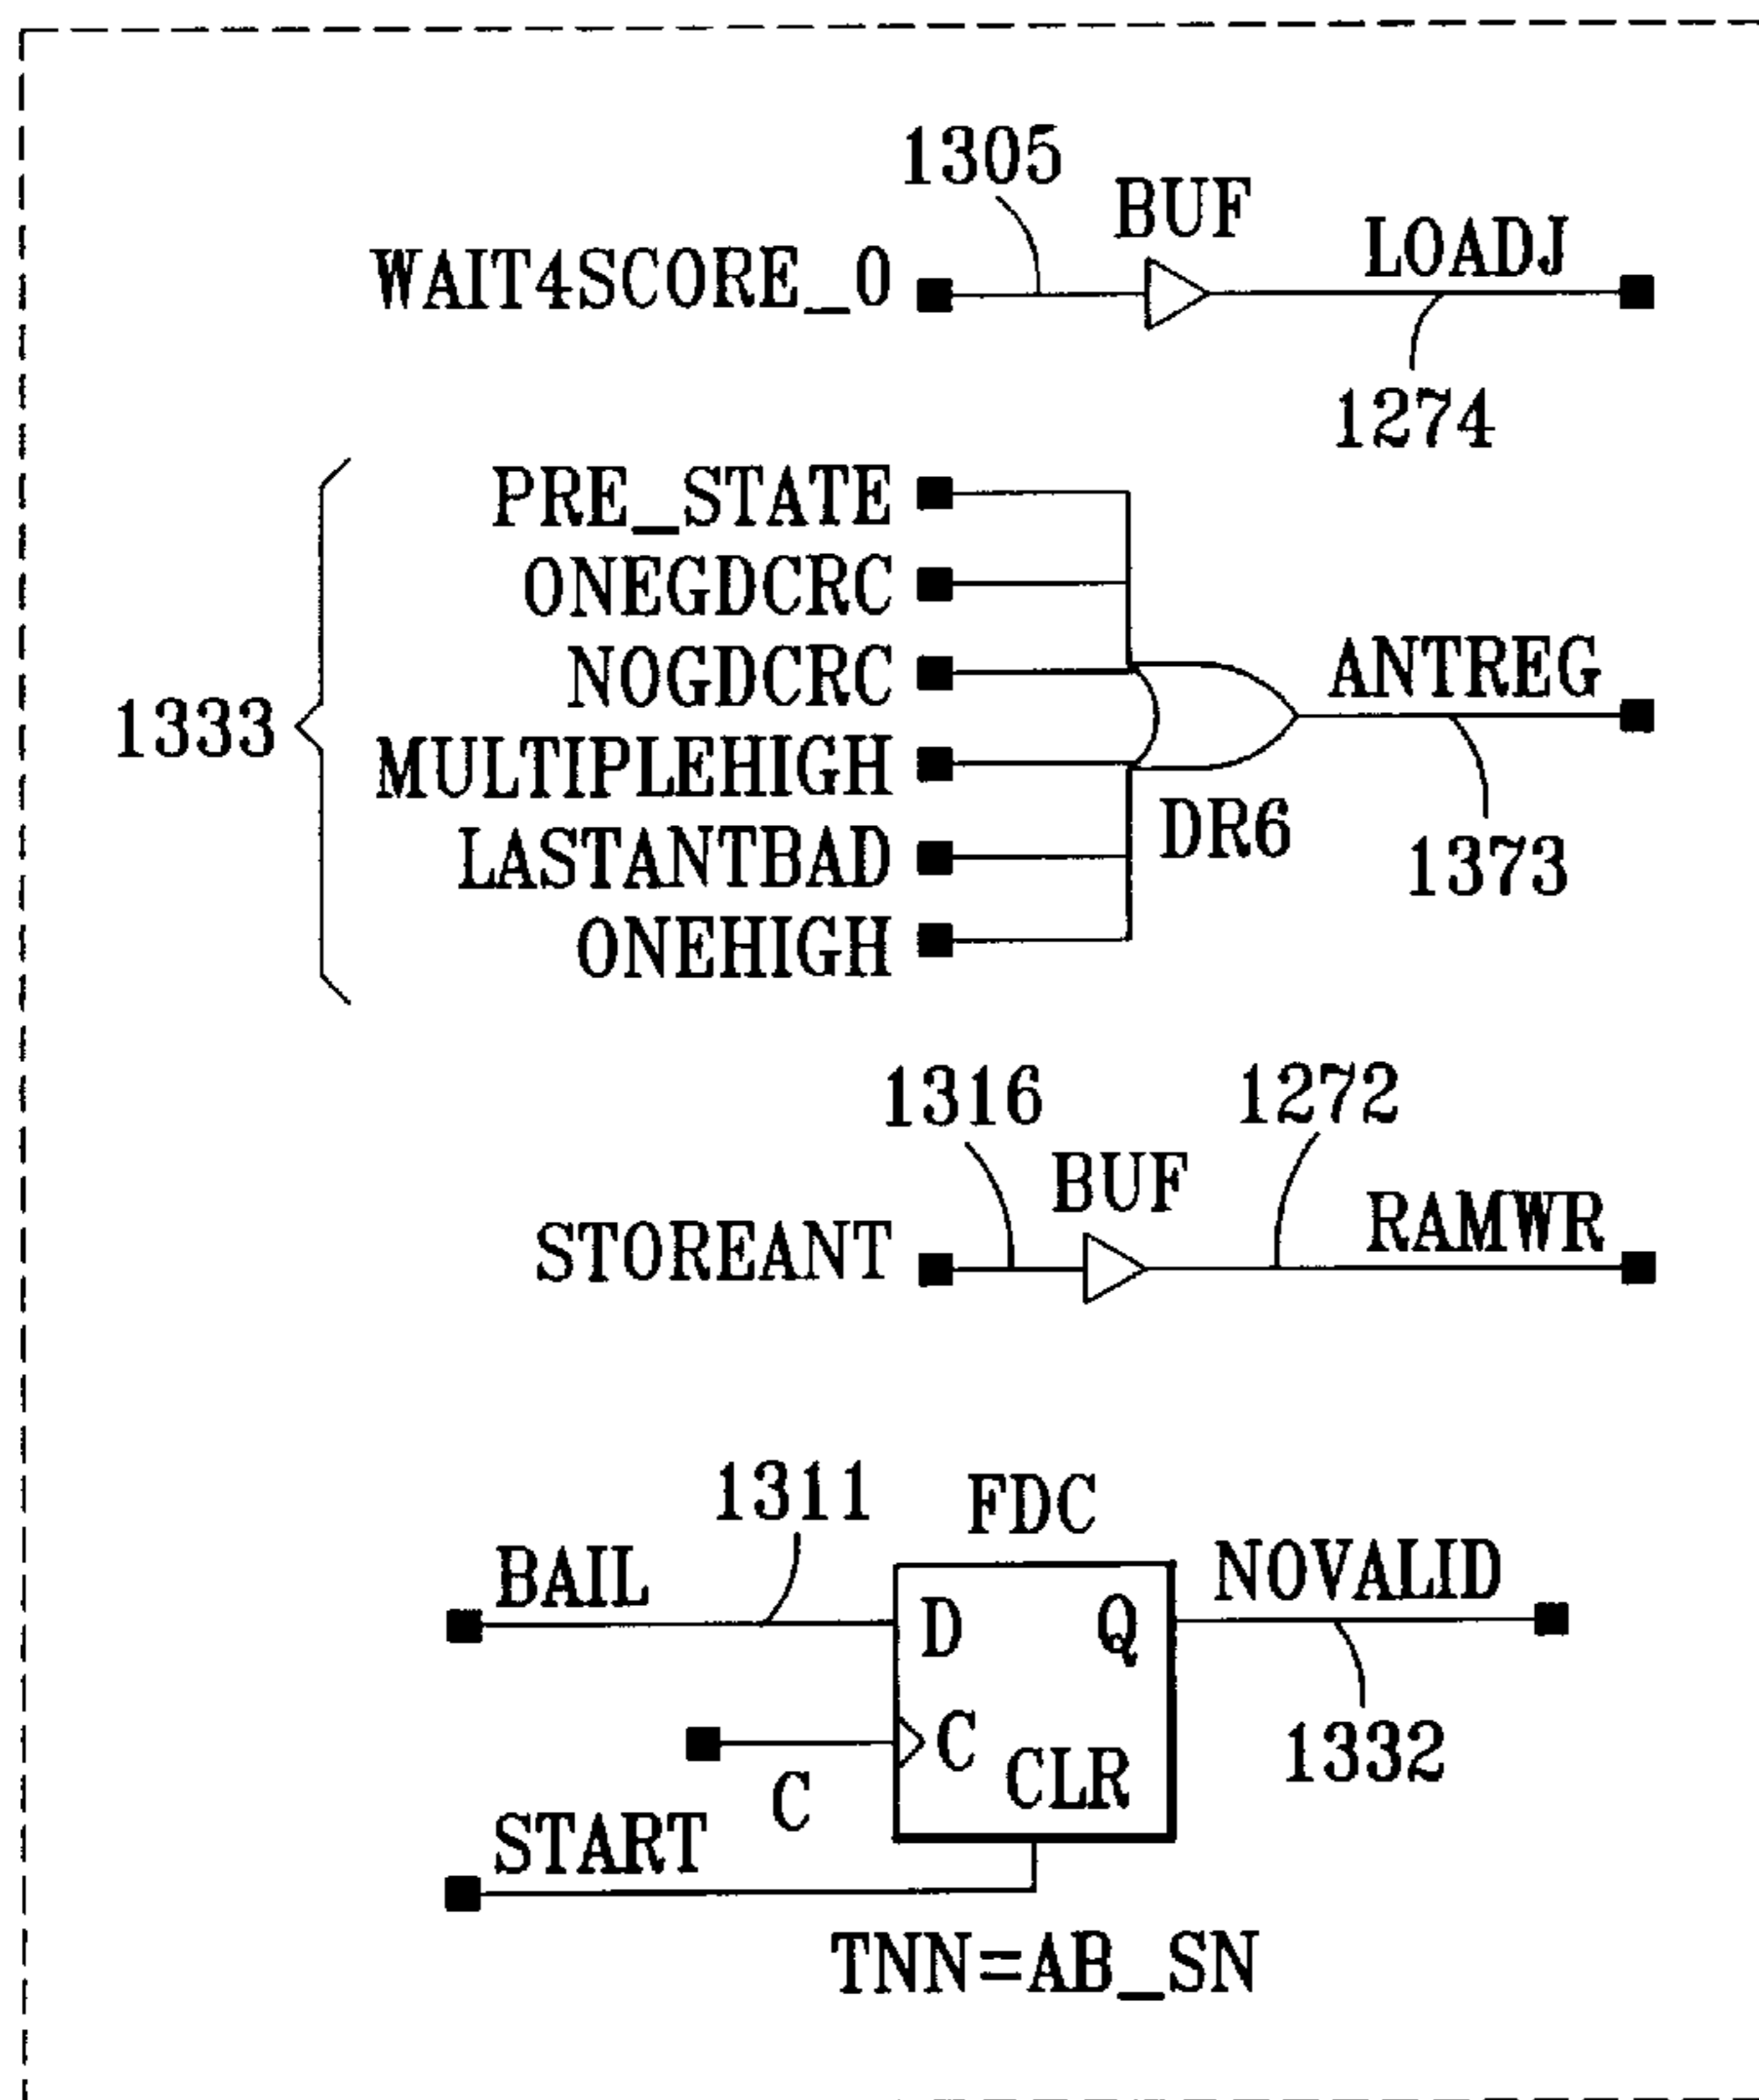 1305
BUF
WAIT4SCORE_0
LOADJ
1274
PRE_STATE
ONEGDCRC
NOGDCRC
MULTIPLEHIGH
LASTANTBAD
ONEHIGH
1333
ANTREG
DR6
1373
1316
1272
BUF
STOREANT
RAMWR
1311
FDC
BAIL
NOVALID
D
Q
C
C
CLR
1332
START
TNN=AB_SN